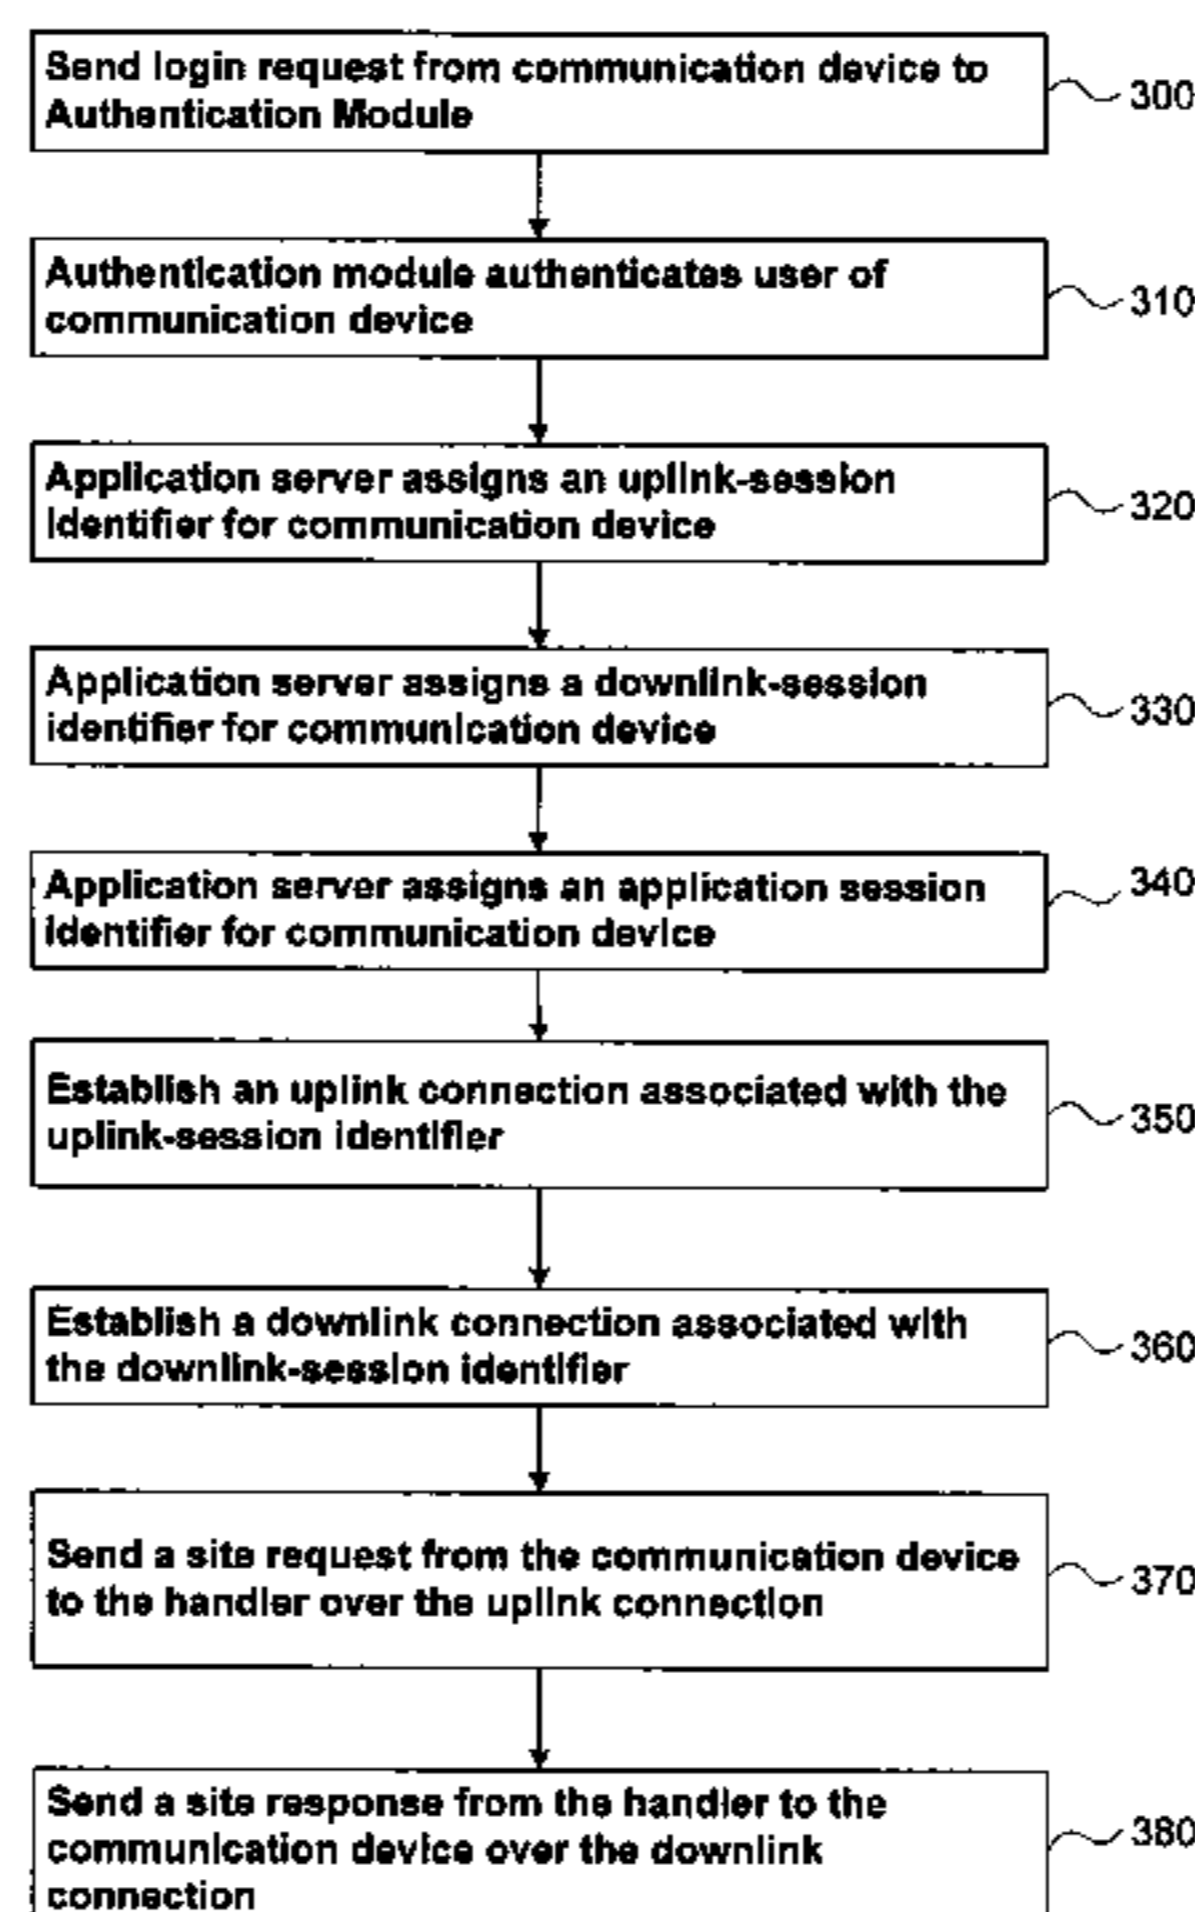 Send login request from communication device to
Authentication Module
300
Authentication module authenticates user of
communication device
310
Application server assigns an uplink-session
identifier for communication device
320
Application server assigns a downlink-session
identifier for communication device
330
Application server assigns an application session
identifier for communication device
340
Establish an uplink connection associated with the
uplink-session identifier
350
Establish a downlink connection associated with
the downlink-session identifier
360
Send a site request from the communication device
to the handler over the uplink connection
370
Send a site response from the handler to the
communication device over the downlink
connection
380